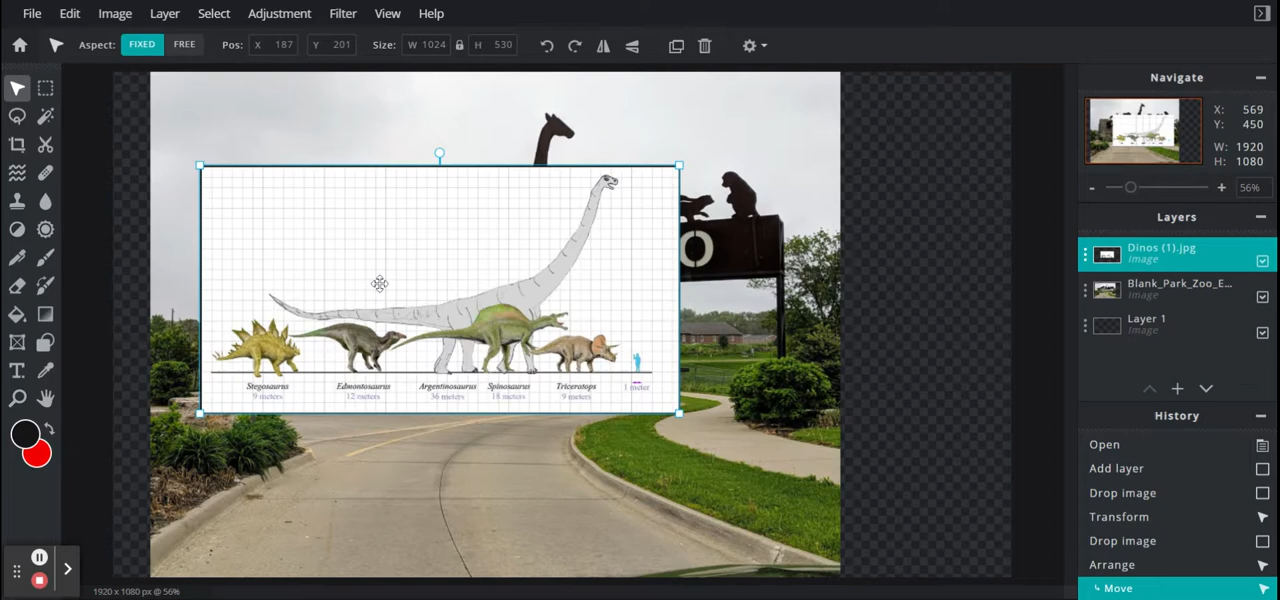 File Edit Image Layer Select Adjustment Filter View Help
Aspect: FIXED FREE Pos: X 187 Y 201 Size: W 1024 H 530
Navigate
X: 569
Y: 450
W: 1920
H: 1080
- + 56%
Layers
Dinos (1).jpg
Image
Blank_Park_Zoo_E...
Image
Layer 1
Image
History
Open
Add layer
Drop image
Transform
Drop image
Arrange
Move
O
Stegosaurus Edmontosaurus Argentinosaurus Spinosaurus Triceratops 1 meter
9 meters 12 meters 36 meters 18 meters 9 meters
1920 x 1080 px @ 56%